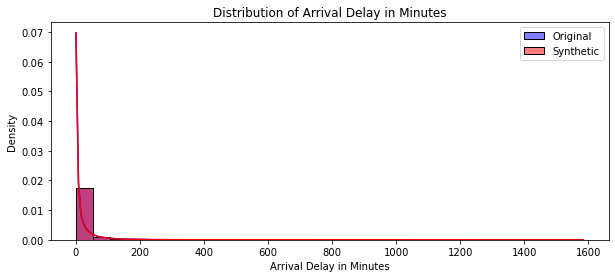 Distribution of Arrival Delay in Minutes
Original
Synthetic
0.07
0.06
0.05
0.04
0.03
0.02
0.01
0.00
Density
0 200 400 600 800 1000 1200 1400 1600
Arrival Delay in Minutes